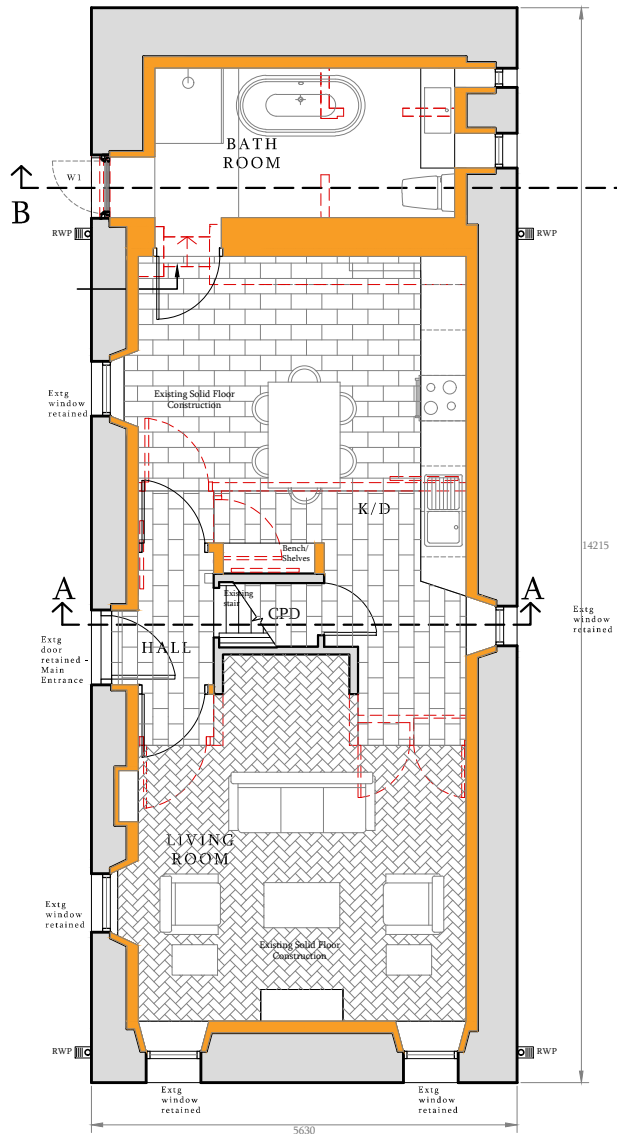 BATH
ROOM
W1
B
RWP
RWP
Extg
window
retained
Existing Solid Floor
Construction
K/D
Bench/
Shelves
14215
A
A
Existing
stair
CPD
Extg
window
retained
Extg
door
retained -
Main
Entrance
HALL
LIVING
ROOM
Extg
window
retained
Existing Solid Floor
Construction
RWP
RWP
Extg
window
retained
Extg
window
retained
5630